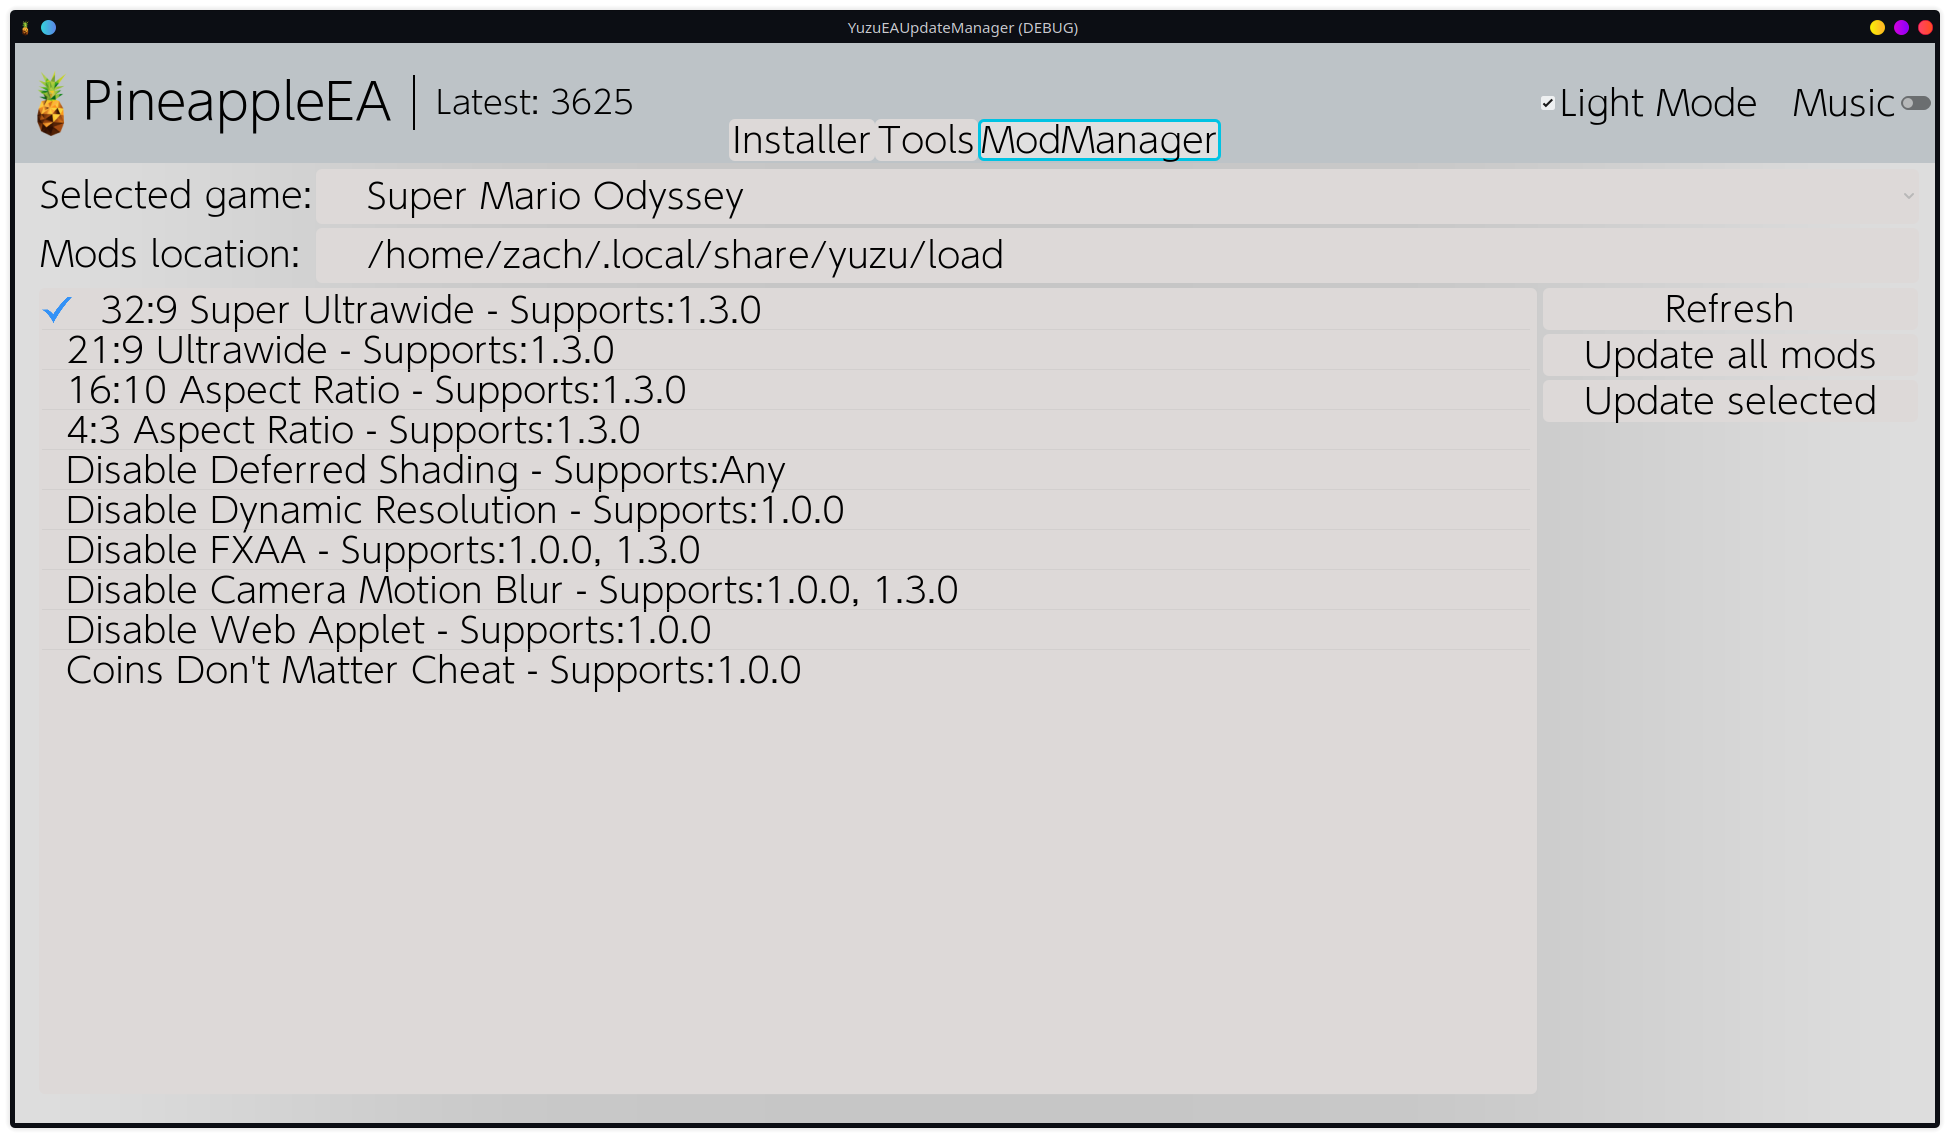 YuzuEAUpdateManager (DEBUG)
PineappleEA Latest: 3625
Light Mode Music
Installer Tools ModManager
Selected game: Super Mario Odyssey
Mods location: /home/zach/.local/share/yuzu/load
32:9 Super Ultrawide - Supports:1.3.0
21:9 Ultrawide - Supports:1.3.0
16:10 Aspect Ratio - Supports:1.3.0
4:3 Aspect Ratio - Supports:1.3.0
Disable Deferred Shading - Supports:Any
Disable Dynamic Resolution - Supports:1.0.0
Disable FXAA - Supports:1.0.0, 1.3.0
Disable Camera Motion Blur - Supports:1.0.0, 1.3.0
Disable Web Applet - Supports:1.0.0
Coins Don't Matter Cheat - Supports:1.0.0
Refresh
Update all mods
Update selected